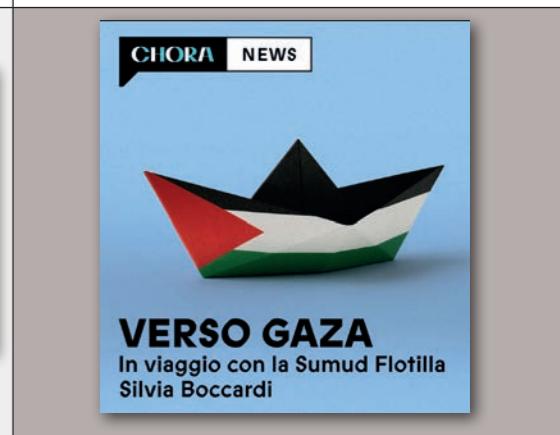 CHORA NEWS
VERSO GAZA
In viaggio con la Sumud Flotilla
Silvia Boccardi